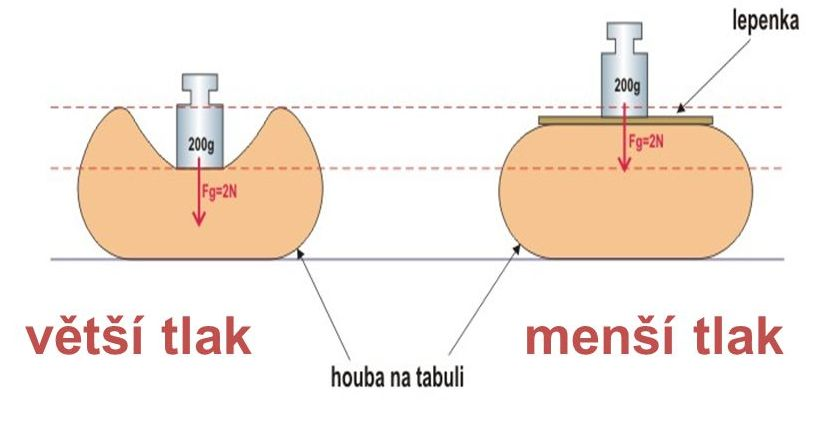 lepenka
200g
200g
Fg=2N
Fg=2N
větší tlak
menší tlak
houba na tabuli